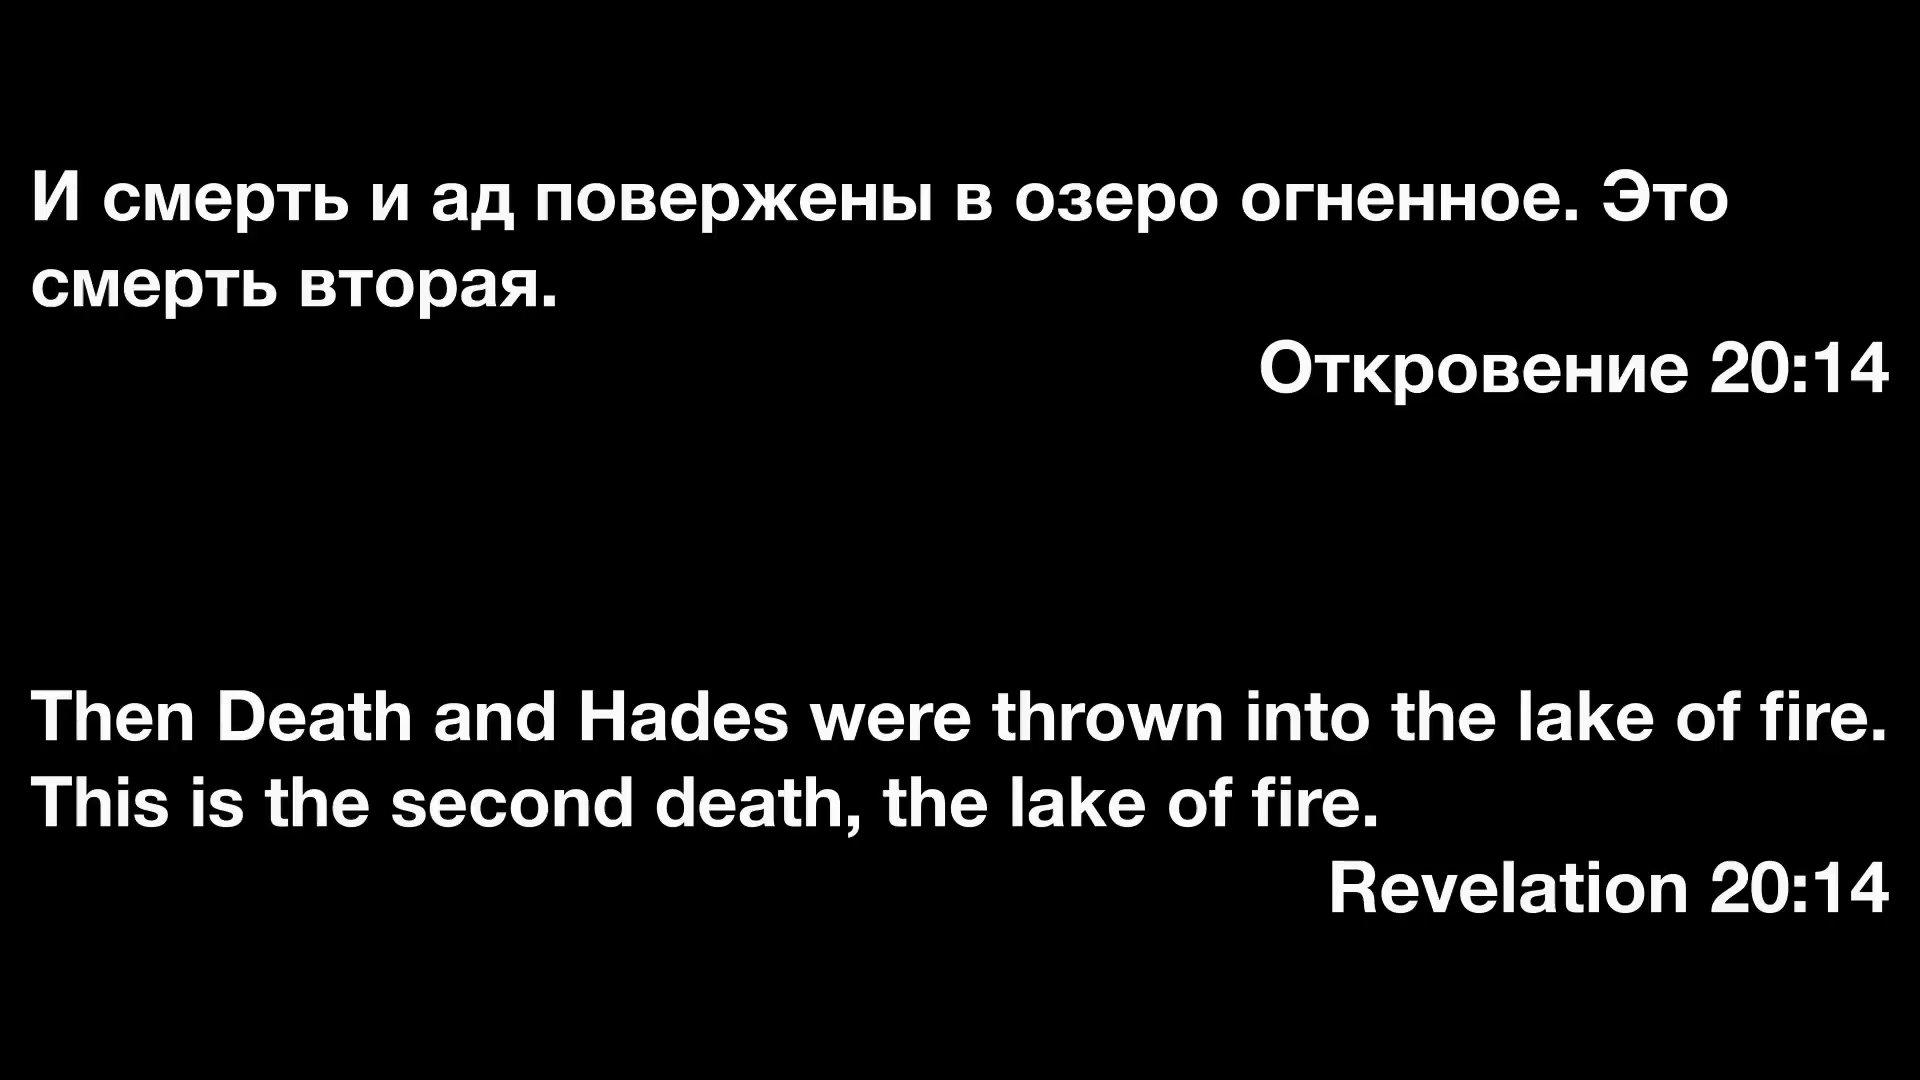 И смерть и ад повержены в озеро огненное. Это
смерть вторая.
Откровение 20:14
Then Death and Hades were thrown into the lake of fire.
This is the second death, the lake of fire.
Revelation 20:14